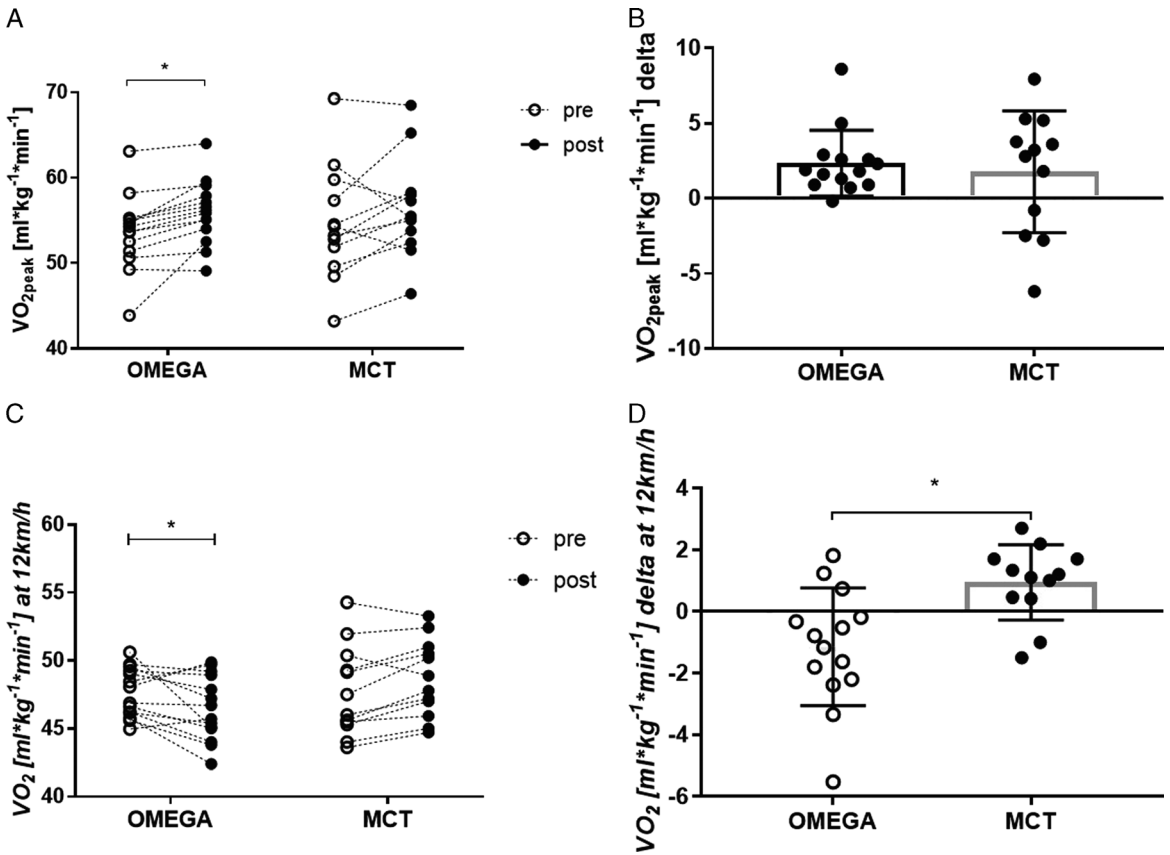 A
VO2peak [ml*kg-1*min-1]
70
60
50
40
*
OMEGA
MCT
pre
post
B
VO2peak [ml*kg-1*min-1] delta
10
5
0
-5
-10
OMEGA
MCT
C
VO2 [ml*kg-1*min-1] at 12km/h
60
55
50
45
40
*
OMEGA
MCT
pre
post
D
VO2 [ml*kg-1*min-1] delta at 12km/h
4
2
0
-2
-4
-6
*
OMEGA
MCT